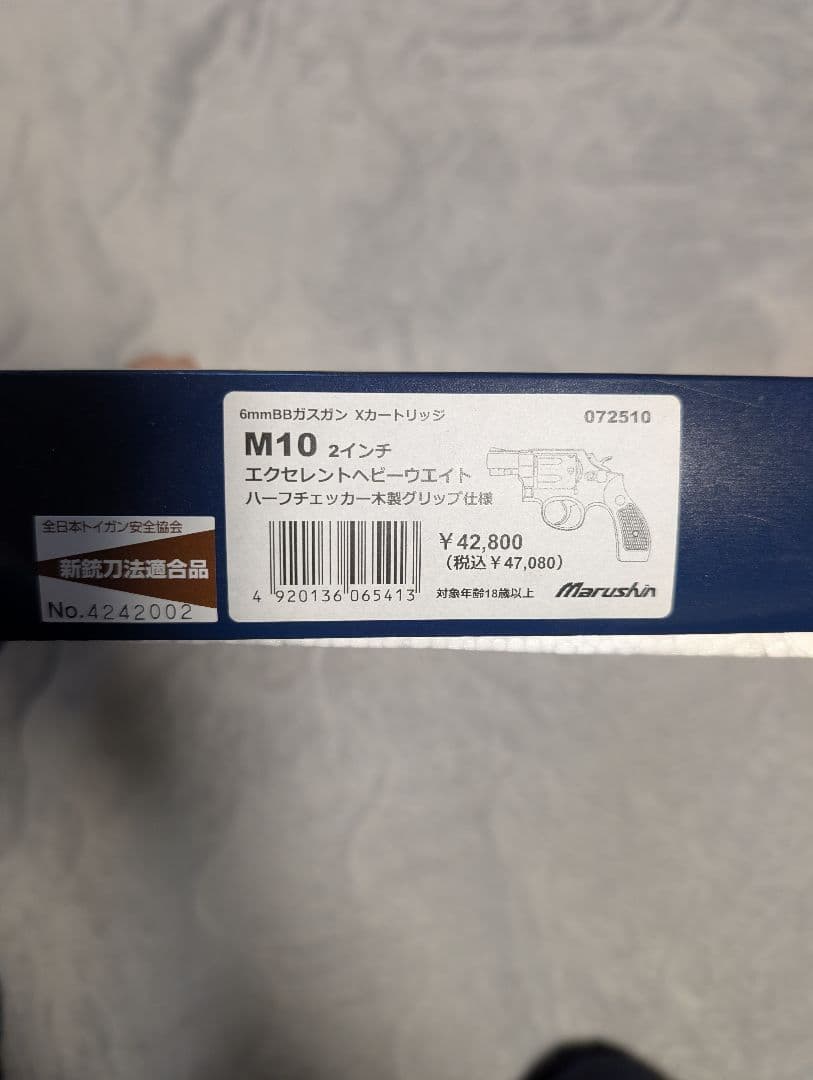 6mmBBガスガン Xカートリッジ
072510
M10 2インチ
エクセレントヘビーウエイト
ハーフチェッカー木製グリップ仕様
¥42,800
(税込¥47,080)
4 920136 065413
対象年齢18歳以上
Marushin
全日本トイガン安全協会
新銃刀法適合品
No.4242002